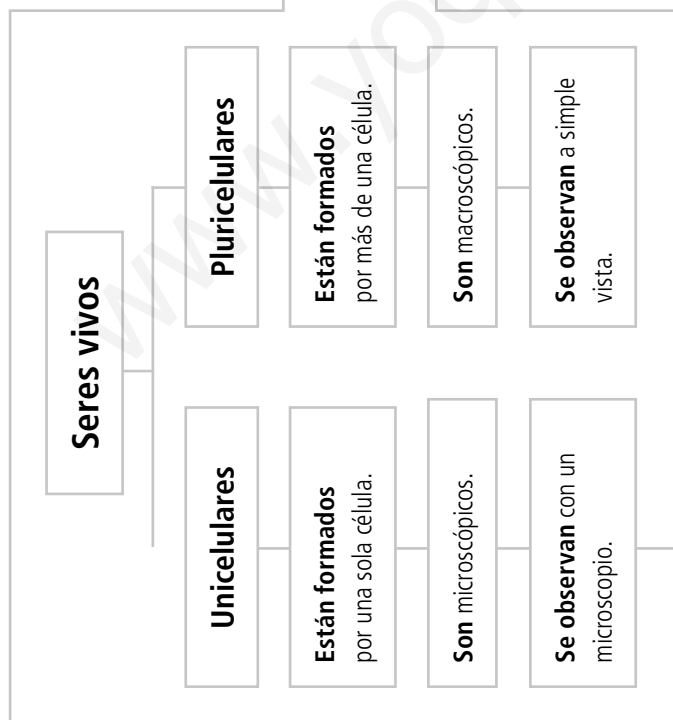 Seres vivos
Unicelulares
Están formados
por una sola célula.
Son microscópicos.
Se observan con un
microscopio.
Pluricelulares
Están formados
por más de una célula.
Son macroscópicos.
Se observan a simple
vista.